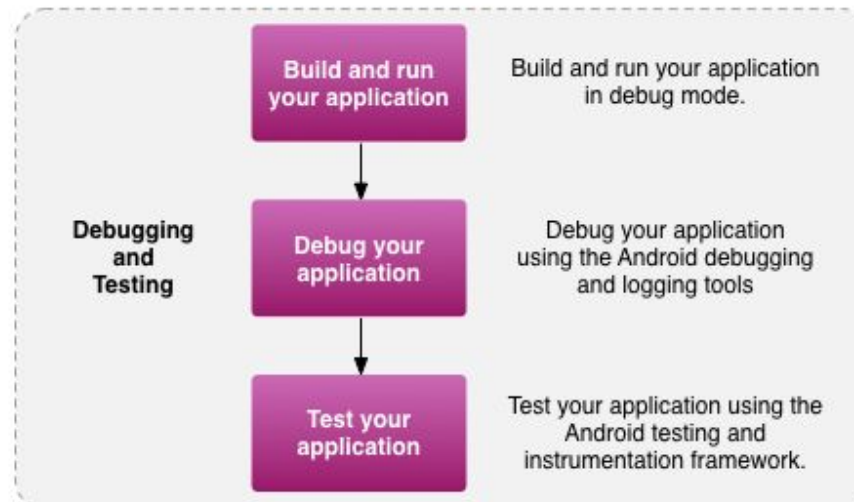 Build and run
your application
Build and run your application
in debug mode.
Debugging
and
Testing
Debug your
application
Debug your application
using the Android debugging
and logging tools
Test your
application
Test your application using the
Android testing and
instrumentation framework.